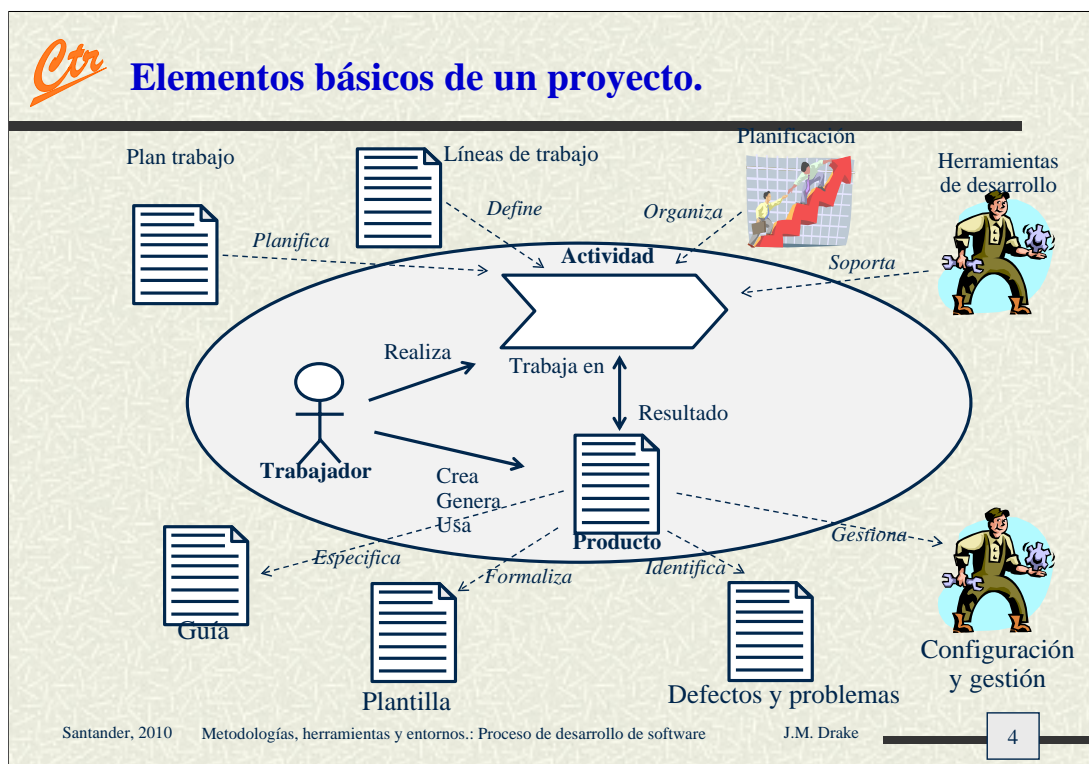 Ctr
Elementos básicos de un proyecto.
Plan trabajo
Líneas de trabajo
Planificación
Herramientas
de desarrollo
Define
Organiza
Planifica
Actividad
Soporta
Realiza
Trabaja en
Resultado
Trabajador
Crea
Genera
Usa
Producto
Especifica
Formaliza
Identifica
Gestiona
Guía
Plantilla
Defectos y problemas
Configuración
y gestión
Santander, 2010 Metodologías, herramientas y entornos.: Proceso de desarrollo de software J.M. Drake 4